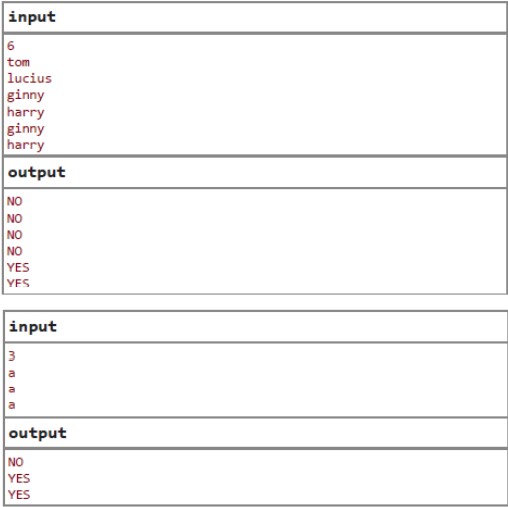 input
6
tom
lucius
ginny
harry
ginny
harry
output
NO
NO
NO
NO
YES
YES
input
3
a
a
a
output
NO
YES
YES